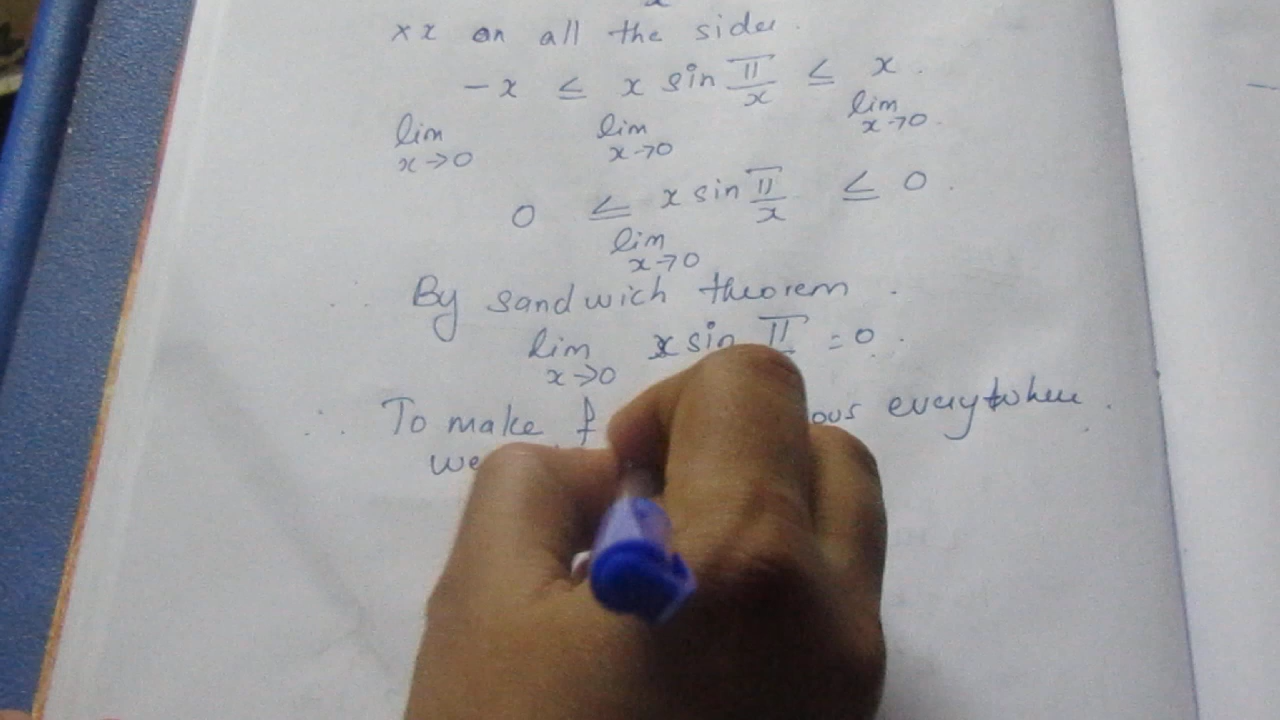 ×x on all the sides.
-x ≤ x sin π/x ≤ x.
lim x→0 lim x→0 lim x→0.
0 ≤ x sin π/x ≤ 0.
lim x→0
∴ By sandwich theorem.
lim x→0 x sin π = 0.
∴ To make f ous everywhere.
we